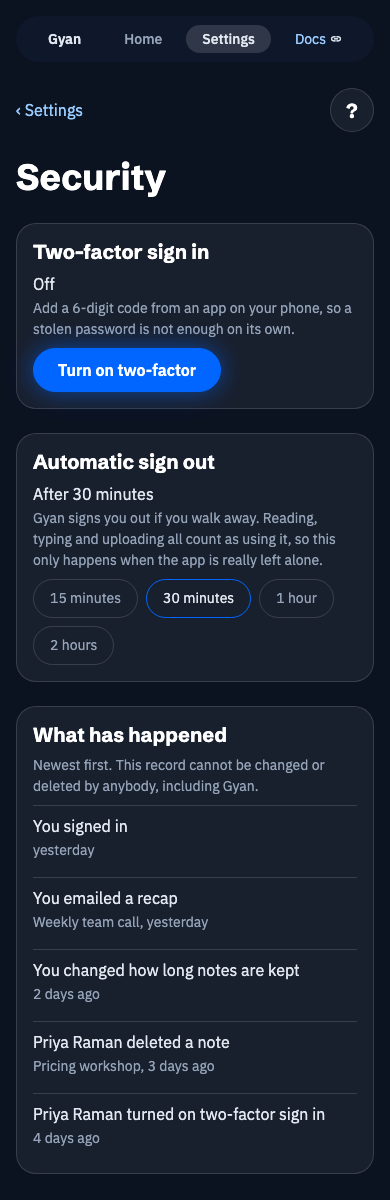 Gyan Home Settings Docs
‹ Settings
?
Security
Two-factor sign in
Off
Add a 6-digit code from an app on your phone, so a
stolen password is not enough on its own.
Turn on two-factor
Automatic sign out
After 30 minutes
Gyan signs you out if you walk away. Reading,
typing and uploading all count as using it, so this
only happens when the app is really left alone.
15 minutes 30 minutes 1 hour
2 hours
What has happened
Newest first. This record cannot be changed or
deleted by anybody, including Gyan.
You signed in
yesterday
You emailed a recap
Weekly team call, yesterday
You changed how long notes are kept
2 days ago
Priya Raman deleted a note
Pricing workshop, 3 days ago
Priya Raman turned on two-factor sign in
4 days ago